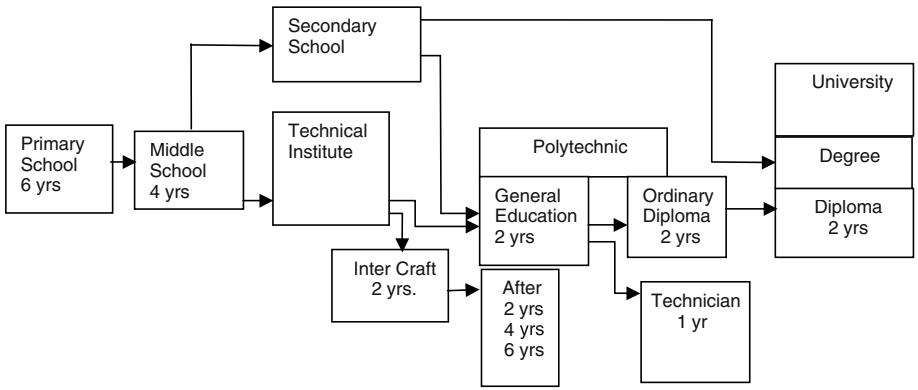 Primary
School
6 yrs
Middle
School
4 yrs
Secondary
School
Technical
Institute
Inter Craft
2 yrs.
After
2 yrs
4 yrs
6 yrs
Polytechnic
General
Education
2 yrs
Ordinary
Diploma
2 yrs
Technician
1 yr
University
Degree
Diploma
2 yrs